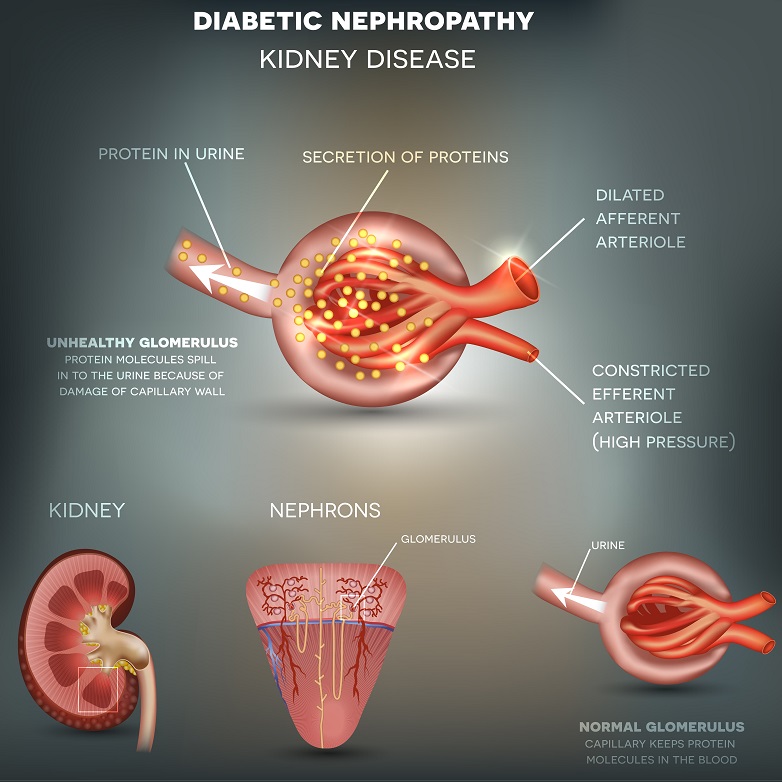 DIABETIC NEPHROPATHY
KIDNEY DISEASE
PROTEIN IN URINE
SECRETION OF PROTEINS
DILATED
AFFERENT
ARTERIOLE
UNHEALTHY GLOMERULUS
PROTEIN MOLECULES SPILL
IN TO THE URINE BECAUSE OF
DAMAGE OF CAPILLARY WALL
CONSTRICTED
EFFERENT
ARTERIOLE
(HIGH PRESSURE)
KIDNEY
NEPHRONS
GLOMERULUS
URINE
NORMAL GLOMERULUS
CAPILLARY KEEPS PROTEIN
MOLECULES IN THE BLOOD